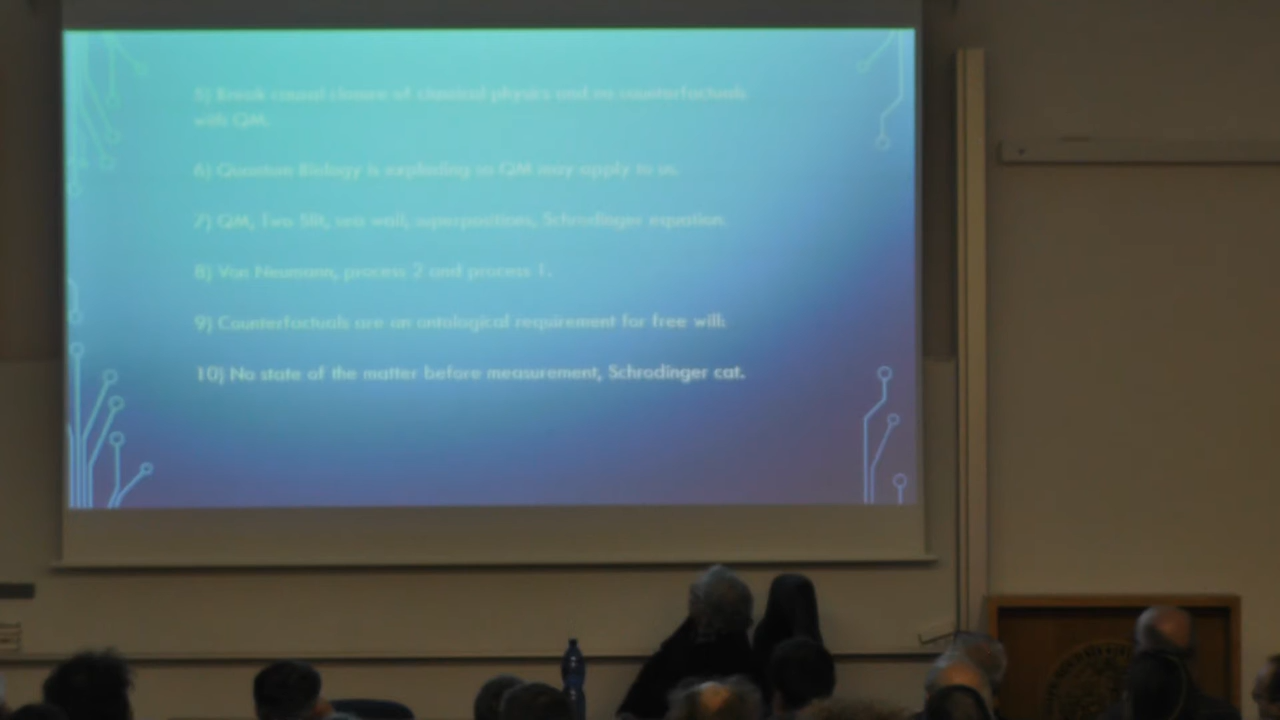 5) Break causal closure of classical physics and no counterfactuals
with QM.
6) Quantum Biology is exploding so QM may apply to us.
7) QM, Two Slit, sea wall, superpositions, Schrodinger equation.
8) Von Neumann, process 2 and process 1.
9) Counterfactuals are an ontological requirement for free will:
10) No state of the matter before measurement, Schrodinger cat.